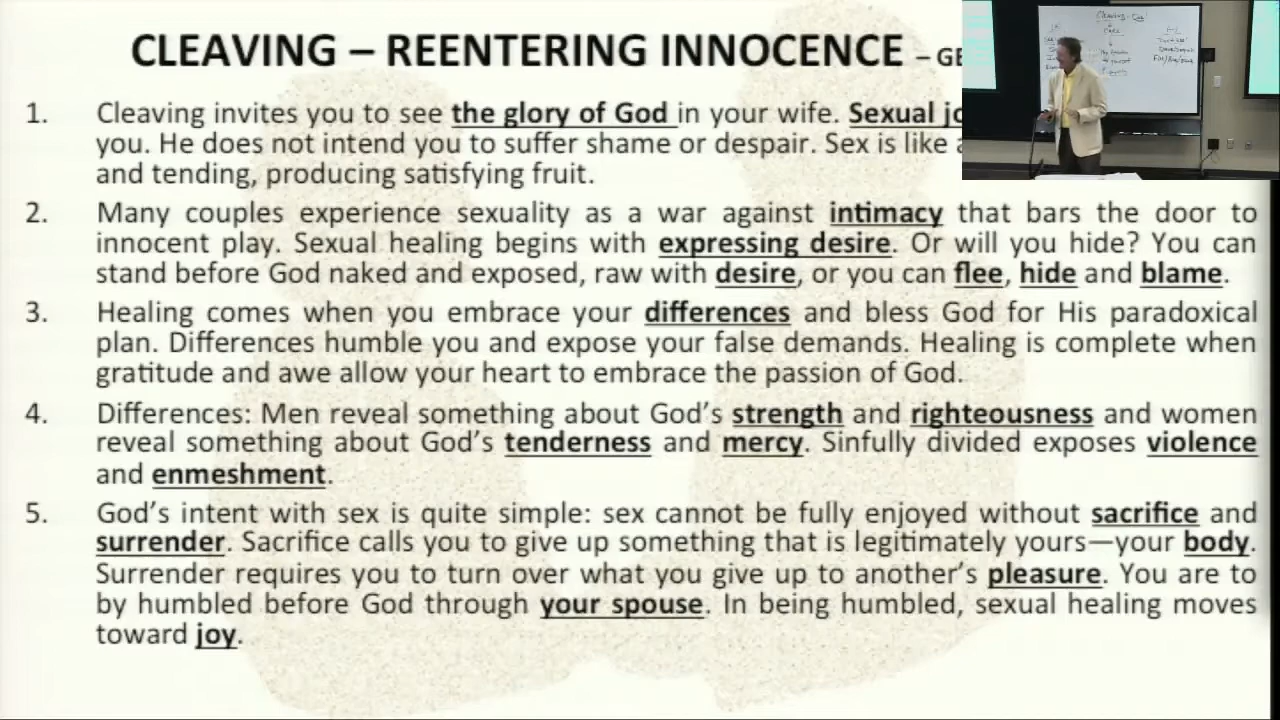 CLEAVING – REENTERING INNOCENCE – GE
1. Cleaving invites you to see the glory of God in your wife. Sexual jo
you. He does not intend you to suffer shame or despair. Sex is like a
and tending, producing satisfying fruit.
2. Many couples experience sexuality as a war against intimacy that bars the door to
innocent play. Sexual healing begins with expressing desire. Or will you hide? You can
stand before God naked and exposed, raw with desire, or you can flee, hide and blame.
3. Healing comes when you embrace your differences and bless God for His paradoxical
plan. Differences humble you and expose your false demands. Healing is complete when
gratitude and awe allow your heart to embrace the passion of God.
4. Differences: Men reveal something about God's strength and righteousness and women
reveal something about God's tenderness and mercy. Sinfully divided exposes violence
and enmeshment.
5. God's intent with sex is quite simple: sex cannot be fully enjoyed without sacrifice and
surrender. Sacrifice calls you to give up something that is legitimately yours—your body.
Surrender requires you to turn over what you give up to another's pleasure. You are to
by humbled before God through your spouse. In being humbled, sexual healing moves
toward joy.
Cleaving